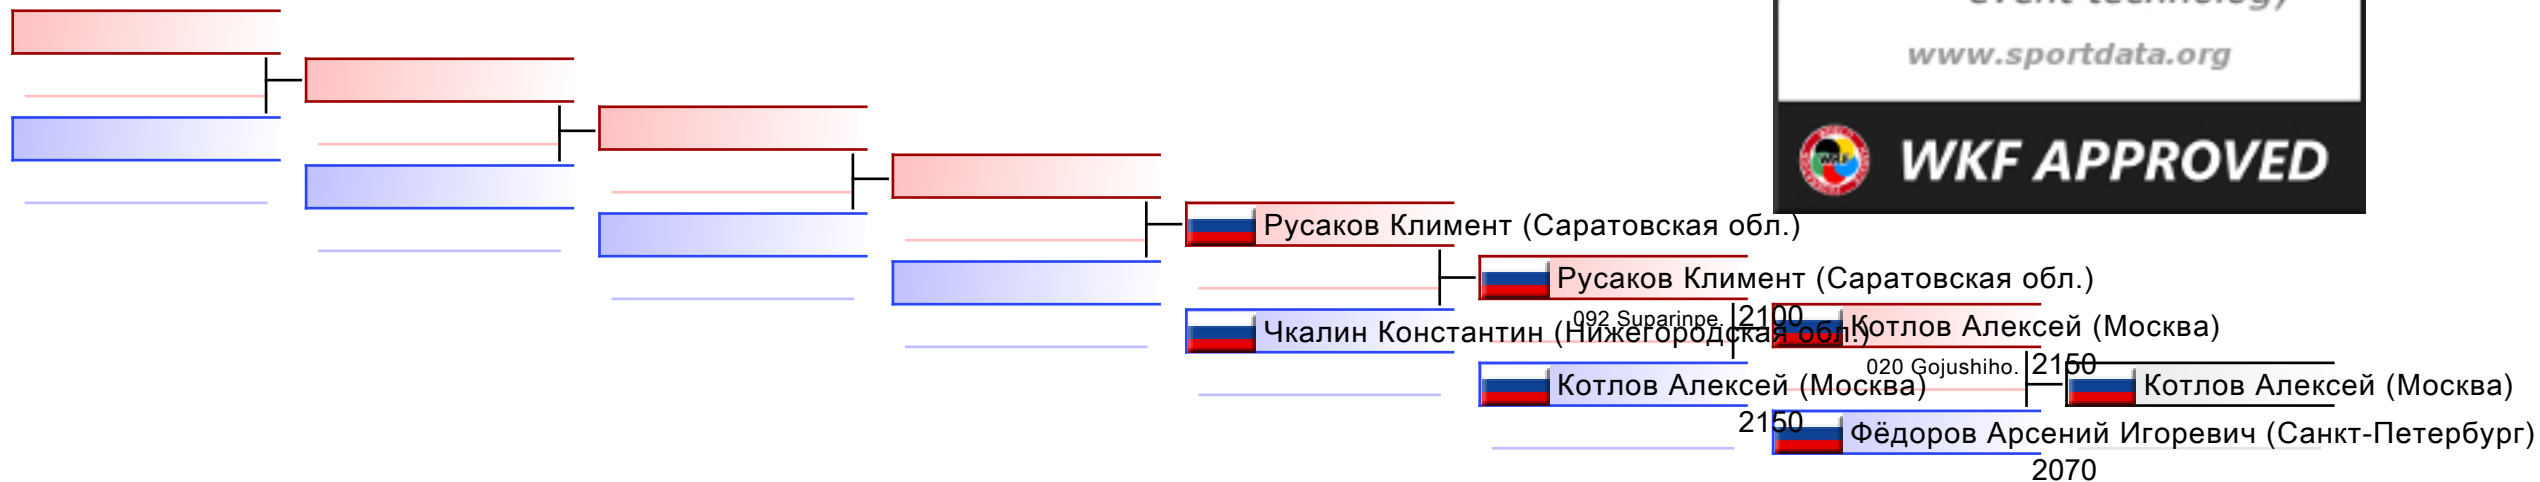 event technology
www.sportdata.org
WKF APPROVED
Русаков Климент (Саратовская обл.)
Русаков Климент (Саратовская обл.)
092 Suparinpe.
2100
Чкалин Константин (Нижегородская обл.)
Котлов Алексей (Москва)
020 Gojushiho.
2150
Котлов Алексей (Москва)
Котлов Алексей (Москва)
2150
Фёдоров Арсений Игоревич (Санкт-Петербург)
2070